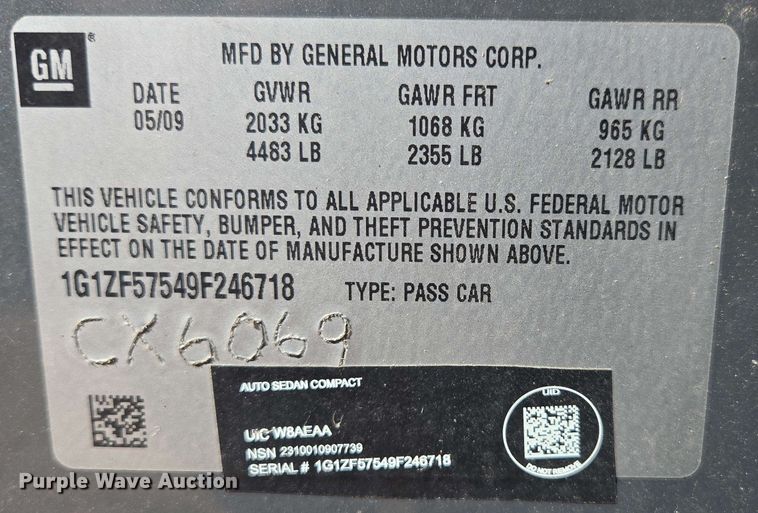 GM®
MFD BY GENERAL MOTORS CORP.
DATE GVWR GAWR FRT GAWR RR
05/09 2033 KG 1068 KG 965 KG
4483 LB 2355 LB 2128 LB
THIS VEHICLE CONFORMS TO ALL APPLICABLE U.S. FEDERAL MOTOR
VEHICLE SAFETY, BUMPER, AND THEFT PREVENTION STANDARDS IN
EFFECT ON THE DATE OF MANUFACTURE SHOWN ABOVE.
1G1ZF57549F246718 TYPE: PASS CAR
CX6069
AUTO SEDAN COMPACT
UIC W8AEAA
NSN 2310010907739
SERIAL # 1G1ZF57549F246718
UID
DO NOT REMOVE
Purple Wave Auction